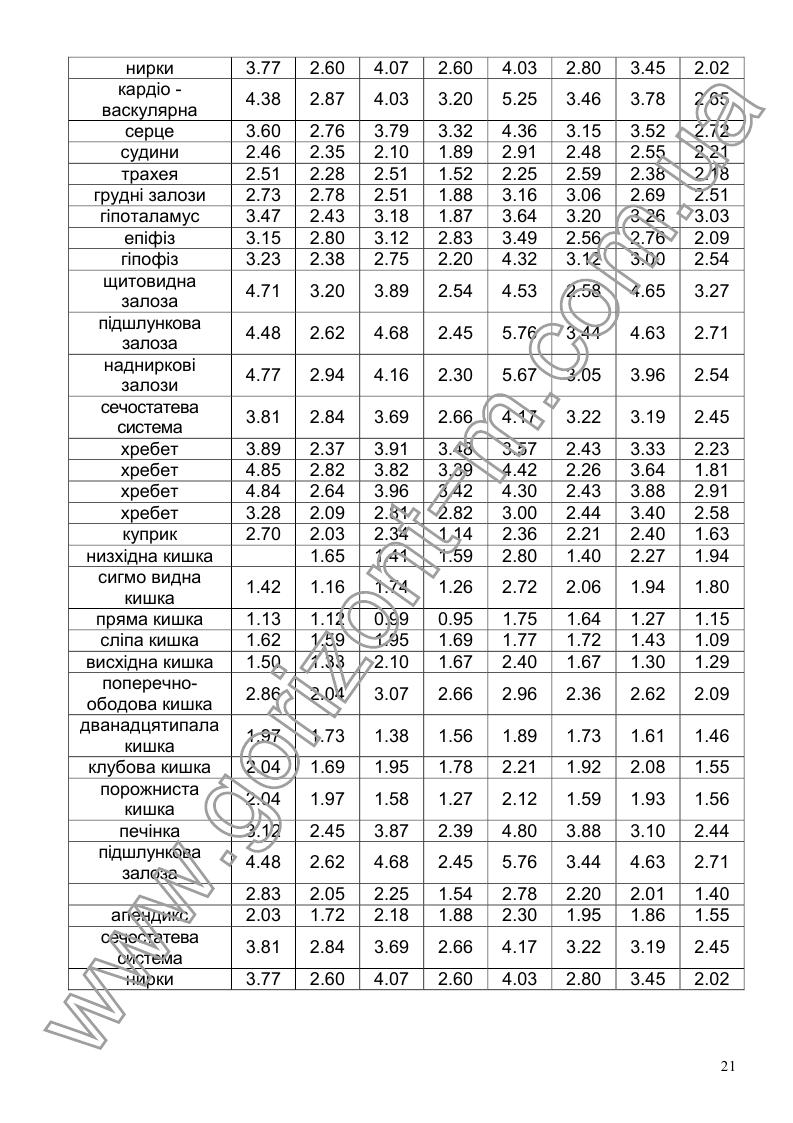 нирки 3.77 2.60 4.07 2.60 4.03 2.80 3.45 2.02
кардіо -
васкулярна 4.38 2.87 4.03 3.20 5.25 3.46 3.78 2.65
серце 3.60 2.76 3.79 3.32 4.36 3.15 3.52 2.72
судини 2.46 2.35 2.10 1.89 2.91 2.48 2.55 2.21
трахея 2.51 2.28 2.51 1.52 2.25 2.59 2.38 2.18
грудні залози 2.73 2.78 2.51 1.88 3.16 3.06 2.69 2.51
гіпоталамус 3.47 2.43 3.18 1.87 3.64 3.20 3.26 3.03
епіфіз 3.15 2.80 3.12 2.83 3.49 2.56 2.76 2.09
гіпофіз 3.23 2.38 2.75 2.20 4.32 3.12 3.00 2.54
щитовидна
залоза 4.71 3.20 3.89 2.54 4.53 2.58 4.65 3.27
підшлункова
залоза 4.48 2.62 4.68 2.45 5.76 3.44 4.63 2.71
надниркові
залози 4.77 2.94 4.16 2.30 5.67 3.05 3.96 2.54
сечостатева
система 3.81 2.84 3.69 2.66 4.17 3.22 3.19 2.45
хребет 3.89 2.37 3.91 3.48 3.57 2.43 3.33 2.23
хребет 4.85 2.82 3.82 3.39 4.42 2.26 3.64 1.81
хребет 4.84 2.64 3.96 3.42 4.30 2.43 3.88 2.91
хребет 3.28 2.09 2.81 2.82 3.00 2.44 3.40 2.58
куприк 2.70 2.03 2.34 1.14 2.36 2.21 2.40 1.63
низхідна кишка 1.65 1.41 1.59 2.80 1.40 2.27 1.94
сигмо видна
кишка 1.42 1.16 1.74 1.26 2.72 2.06 1.94 1.80
пряма кишка 1.13 1.12 0.99 0.95 1.75 1.64 1.27 1.15
сліпа кишка 1.62 1.59 1.95 1.69 1.77 1.72 1.43 1.09
висхідна кишка 1.50 1.33 2.10 1.67 2.40 1.67 1.30 1.29
поперечно-
ободова кишка 2.86 2.04 3.07 2.66 2.96 2.36 2.62 2.09
дванадцятипала
кишка 1.97 1.73 1.38 1.56 1.89 1.73 1.61 1.46
клубова кишка 2.04 1.69 1.95 1.78 2.21 1.92 2.08 1.55
порожниста
кишка 2.04 1.97 1.58 1.27 2.12 1.59 1.93 1.56
печінка 3.12 2.45 3.87 2.39 4.80 3.88 3.10 2.44
підшлункова
залоза 4.48 2.62 4.68 2.45 5.76 3.44 4.63 2.71
2.83 2.05 2.25 1.54 2.78 2.20 2.01 1.40
апендикс 2.03 1.72 2.18 1.88 2.30 1.95 1.86 1.55
сечестатева
система 3.81 2.84 3.69 2.66 4.17 3.22 3.19 2.45
нирки 3.77 2.60 4.07 2.60 4.03 2.80 3.45 2.02
www.gorizont-m.com.ua
21